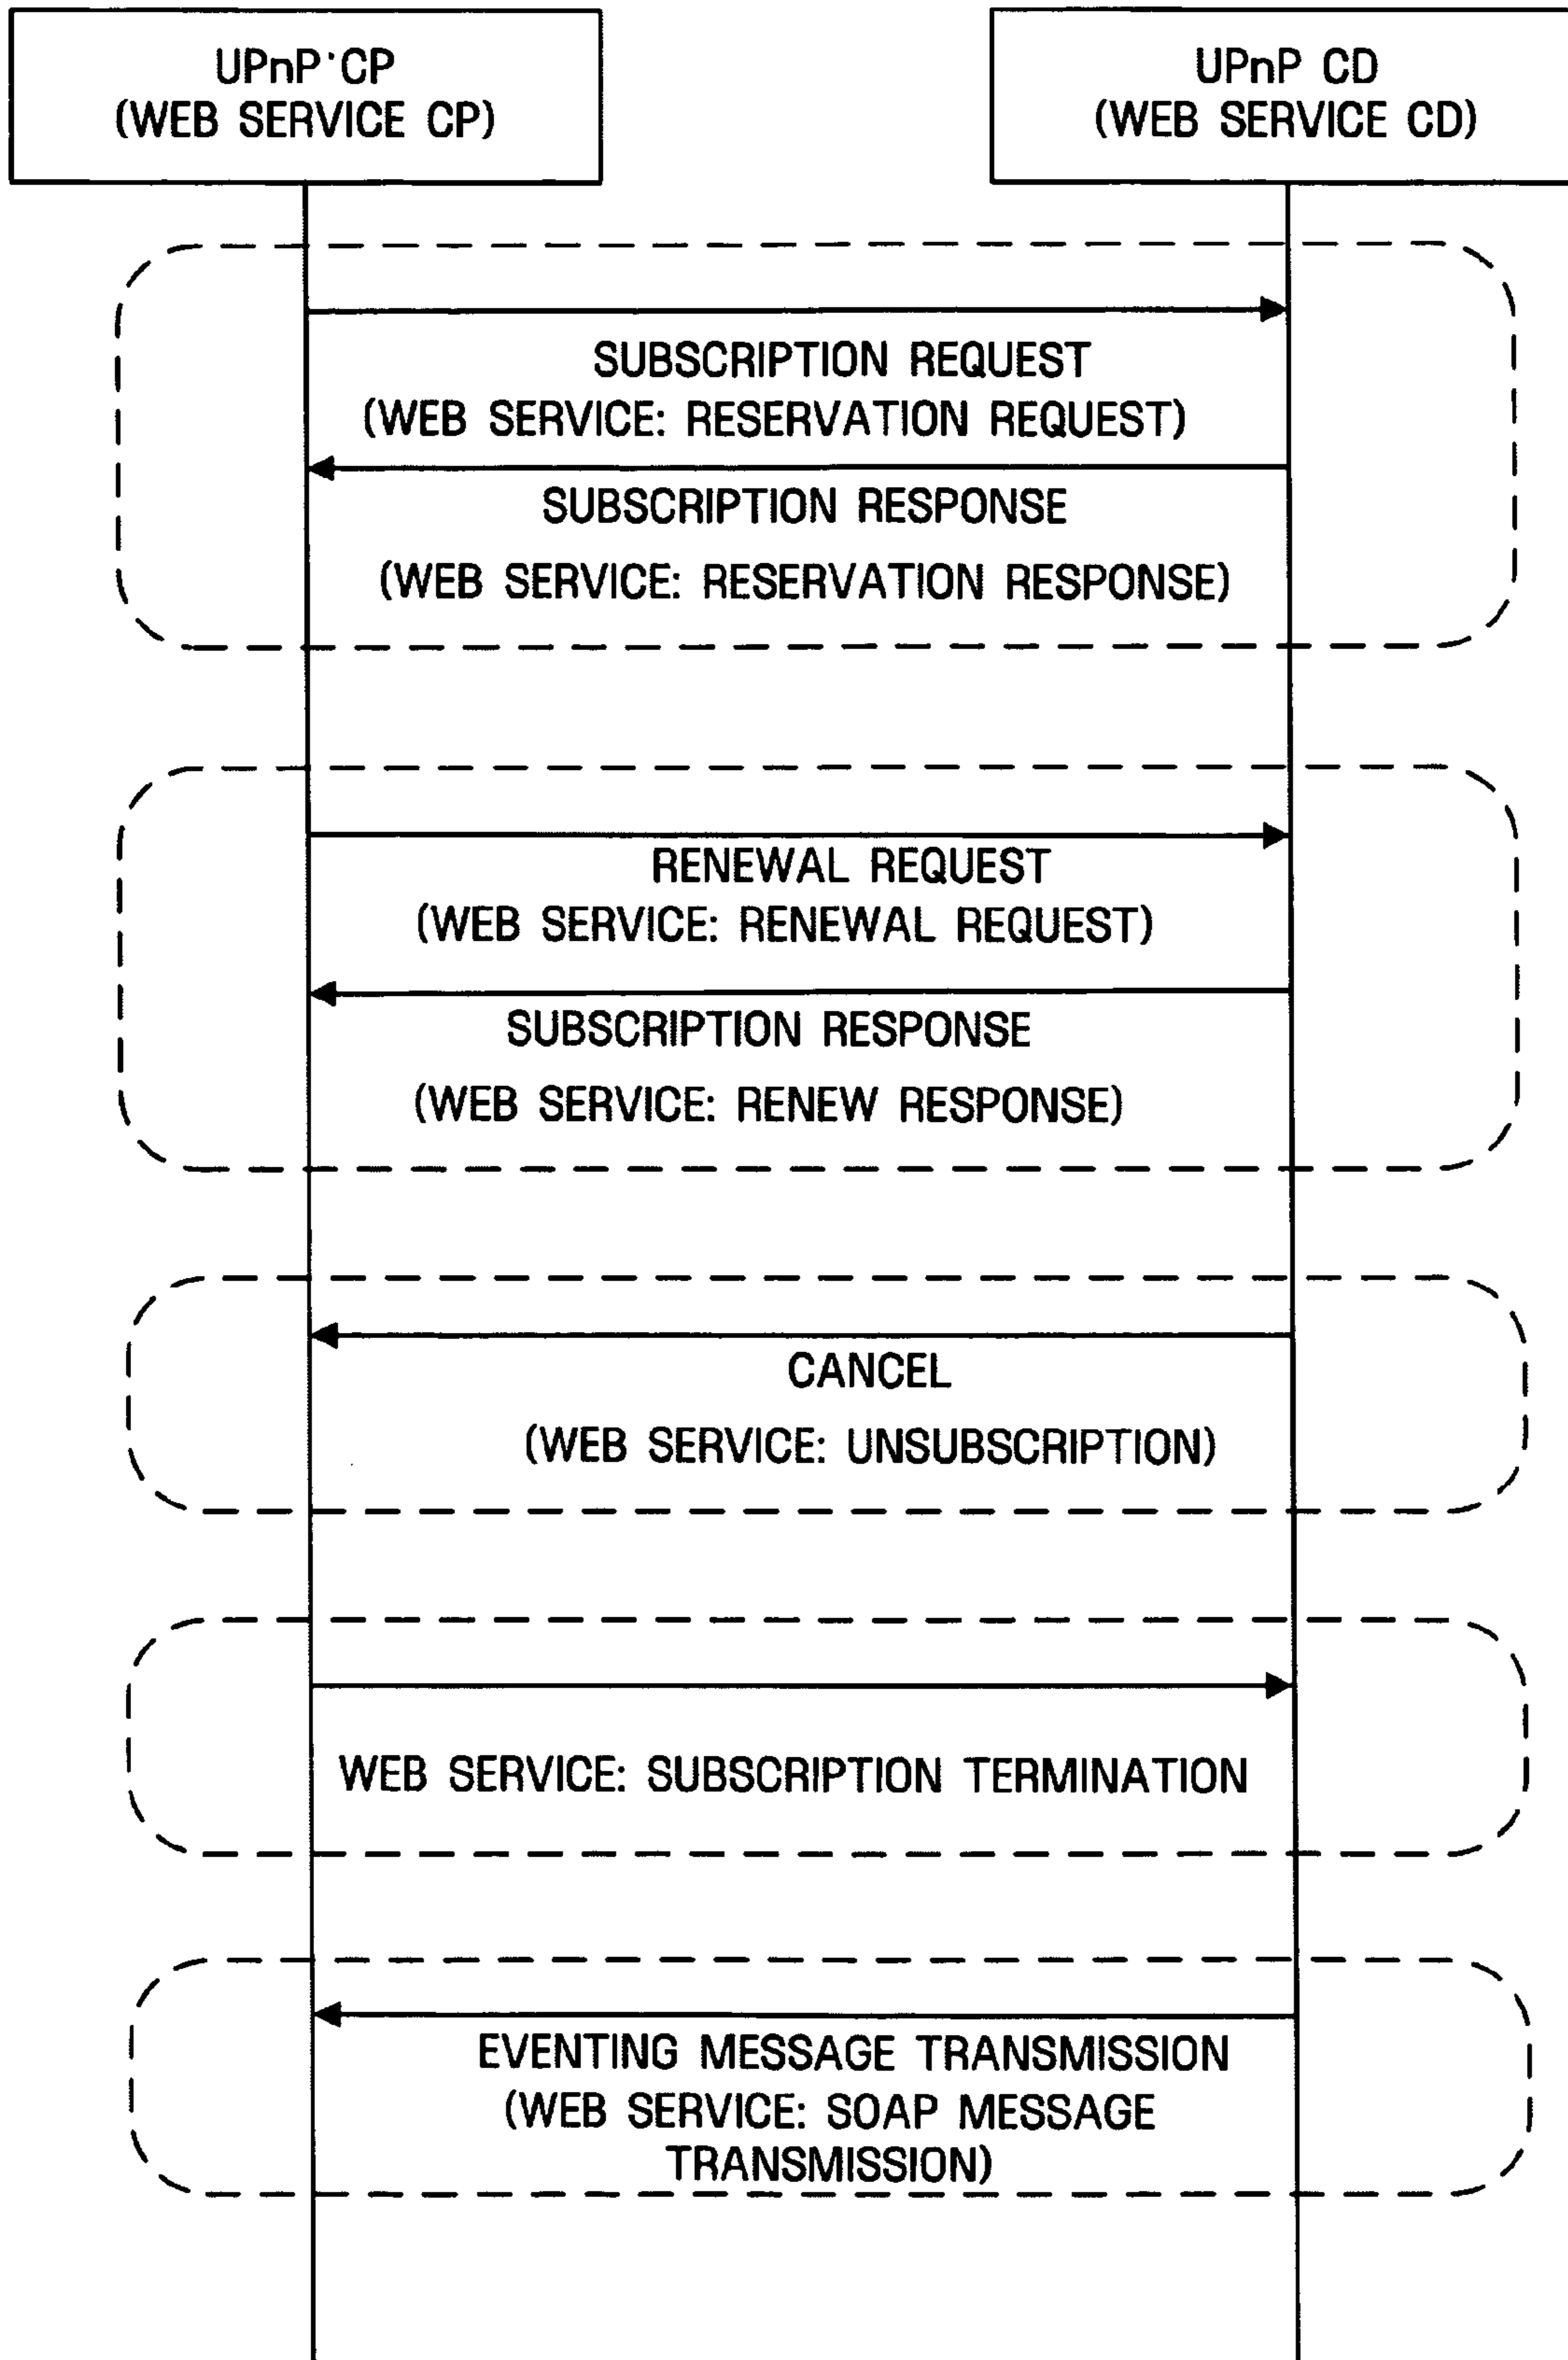 UPnP CP
(WEB SERVICE CP)
UPnP CD
(WEB SERVICE CD)
SUBSCRIPTION REQUEST
(WEB SERVICE: RESERVATION REQUEST)
SUBSCRIPTION RESPONSE
(WEB SERVICE: RESERVATION RESPONSE)
RENEWAL REQUEST
(WEB SERVICE: RENEWAL REQUEST)
SUBSCRIPTION RESPONSE
(WEB SERVICE: RENEW RESPONSE)
CANCEL
(WEB SERVICE: UNSUBSCRIPTION)
WEB SERVICE: SUBSCRIPTION TERMINATION
EVENTING MESSAGE TRANSMISSION
(WEB SERVICE: SOAP MESSAGE
TRANSMISSION)